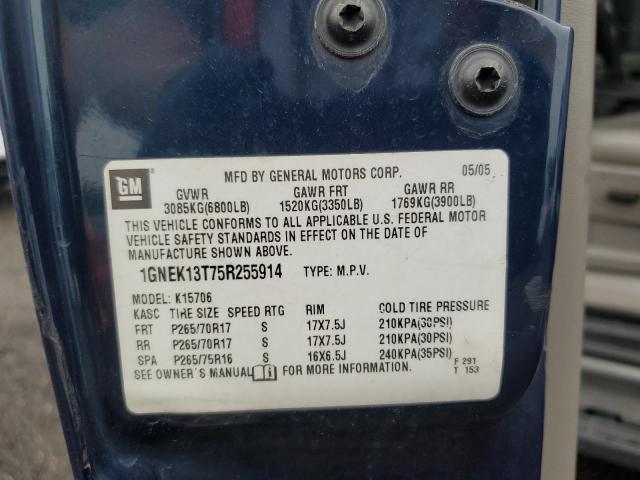 MFD BY GENERAL MOTORS CORP. 05/05
GM
GVWR GAWR FRT GAWR RR
3085KG(6800LB) 1520KG(3350LB) 1769KG(3900LB)
THIS VEHICLE CONFORMS TO ALL APPLICABLE U.S. FEDERAL MOTOR
VEHICLE SAFETY STANDARDS IN EFFECT ON THE DATE OF
MANUFACTURE SHOWN ABOVE.
1GNEK13T75R255914 TYPE: M.P.V.
MODEL: K15706
KASC TIRE SIZE SPEED RTG RIM COLD TIRE PRESSURE
FRT P265/70R17 S 17X7.5J 210KPA(30PSI)
RR P265/70R17 S 17X7.5J 210KPA(30PSI)
SPA P265/75R16 S 16X6.5J 240KPA(35PSI)
SEE OWNER'S MANUAL FOR MORE INFORMATION.
F 291
T 153